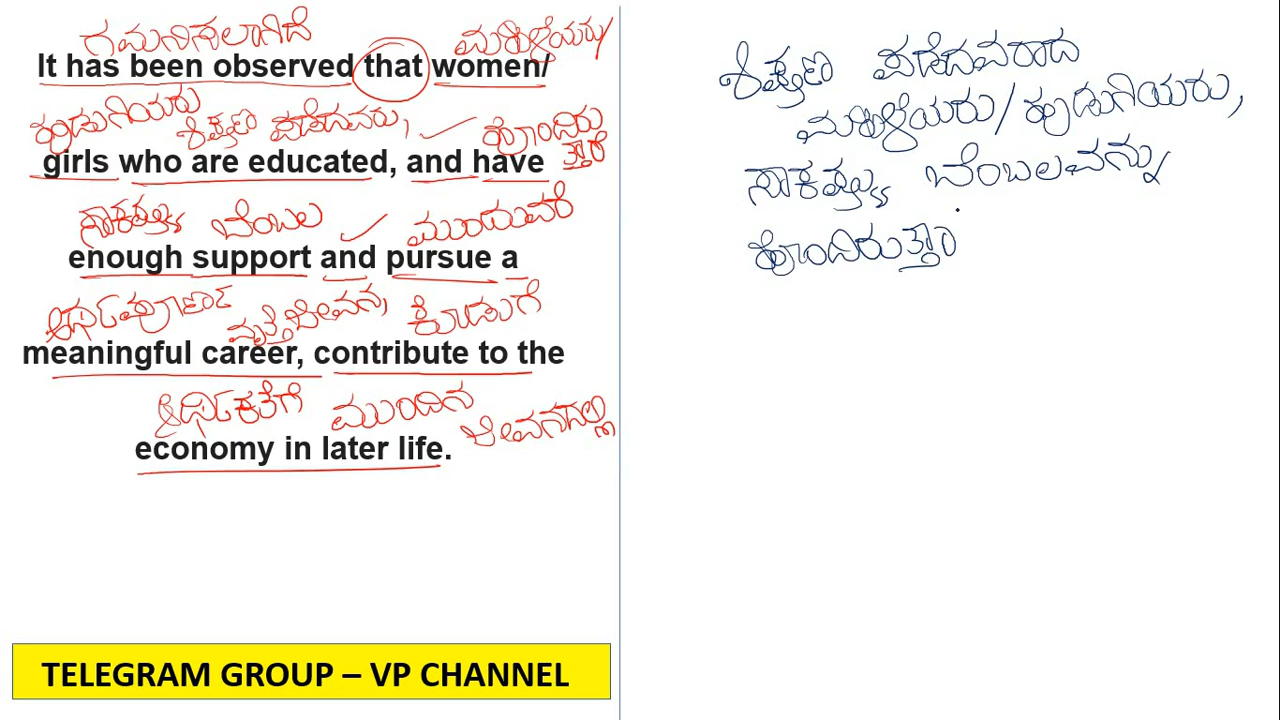 ಗಮನಿಸಲಾಗಿದೆ ಮಹಿಳೆಯರು/
It has been observed that women/
ಹುಡುಗಿಯರು ಶಿಕ್ಷಣ ಪಡೆದವರು, ಹೊಂದಿರು
ತ್ತಾರೆ
girls who are educated, and have
ಸಾಕಷ್ಟು ಬೆಂಬಲ ಮುಂದುವರೆ
enough support and pursue a
ಅರ್ಥಪೂರ್ಣ ವೃತ್ತಿಜೀವನ, ಕೊಡುಗೆ
meaningful career, contribute to the
ಆರ್ಥಿಕತೆಗೆ ಮುಂದಿನ ಜೀವನಗಳಲ್ಲಿ
economy in later life.
TELEGRAM GROUP – VP CHANNEL
ಶಿಕ್ಷಣ ಪಡೆದವರಾದ
ಮಹಿಳೆಯರು/ ಹುಡುಗಿಯರು,
ಸಾಕಷ್ಟು ಬೆಂಬಲವನ್ನು
ಹೊಂದಿರುತ್ತಾರ